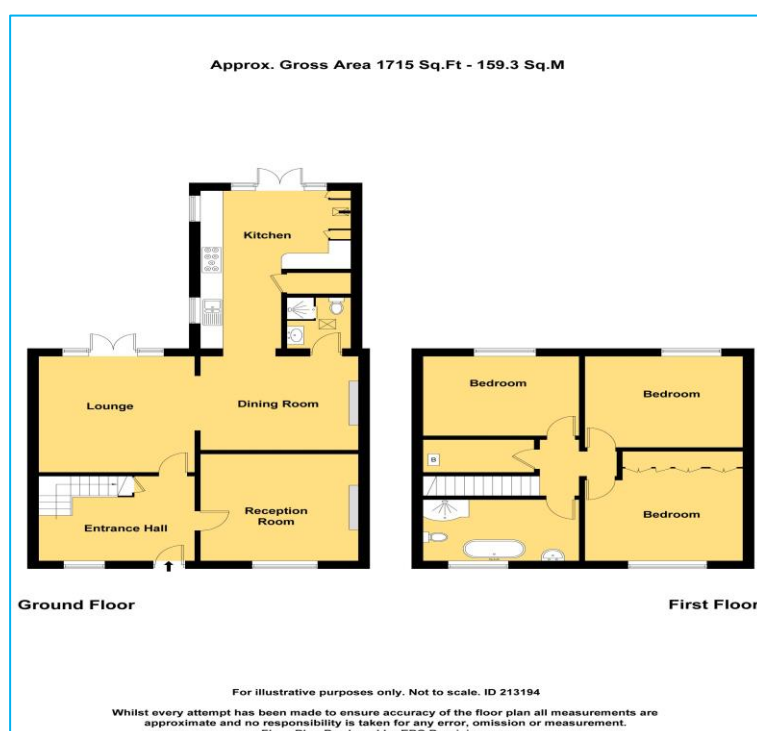 Approx. Gross Area 1715 Sq.Ft - 159.3 Sq.M
Kitchen
Lounge
Dining Room
Reception
Room
Entrance Hall
Bedroom
Bedroom
B
Bedroom
Ground Floor
First Floor
For illustrative purposes only. Not to scale. ID 213194
Whilst every attempt has been made to ensure accuracy of the floor plan all measurements are
approximate and no responsibility is taken for any error, omission or measurement.